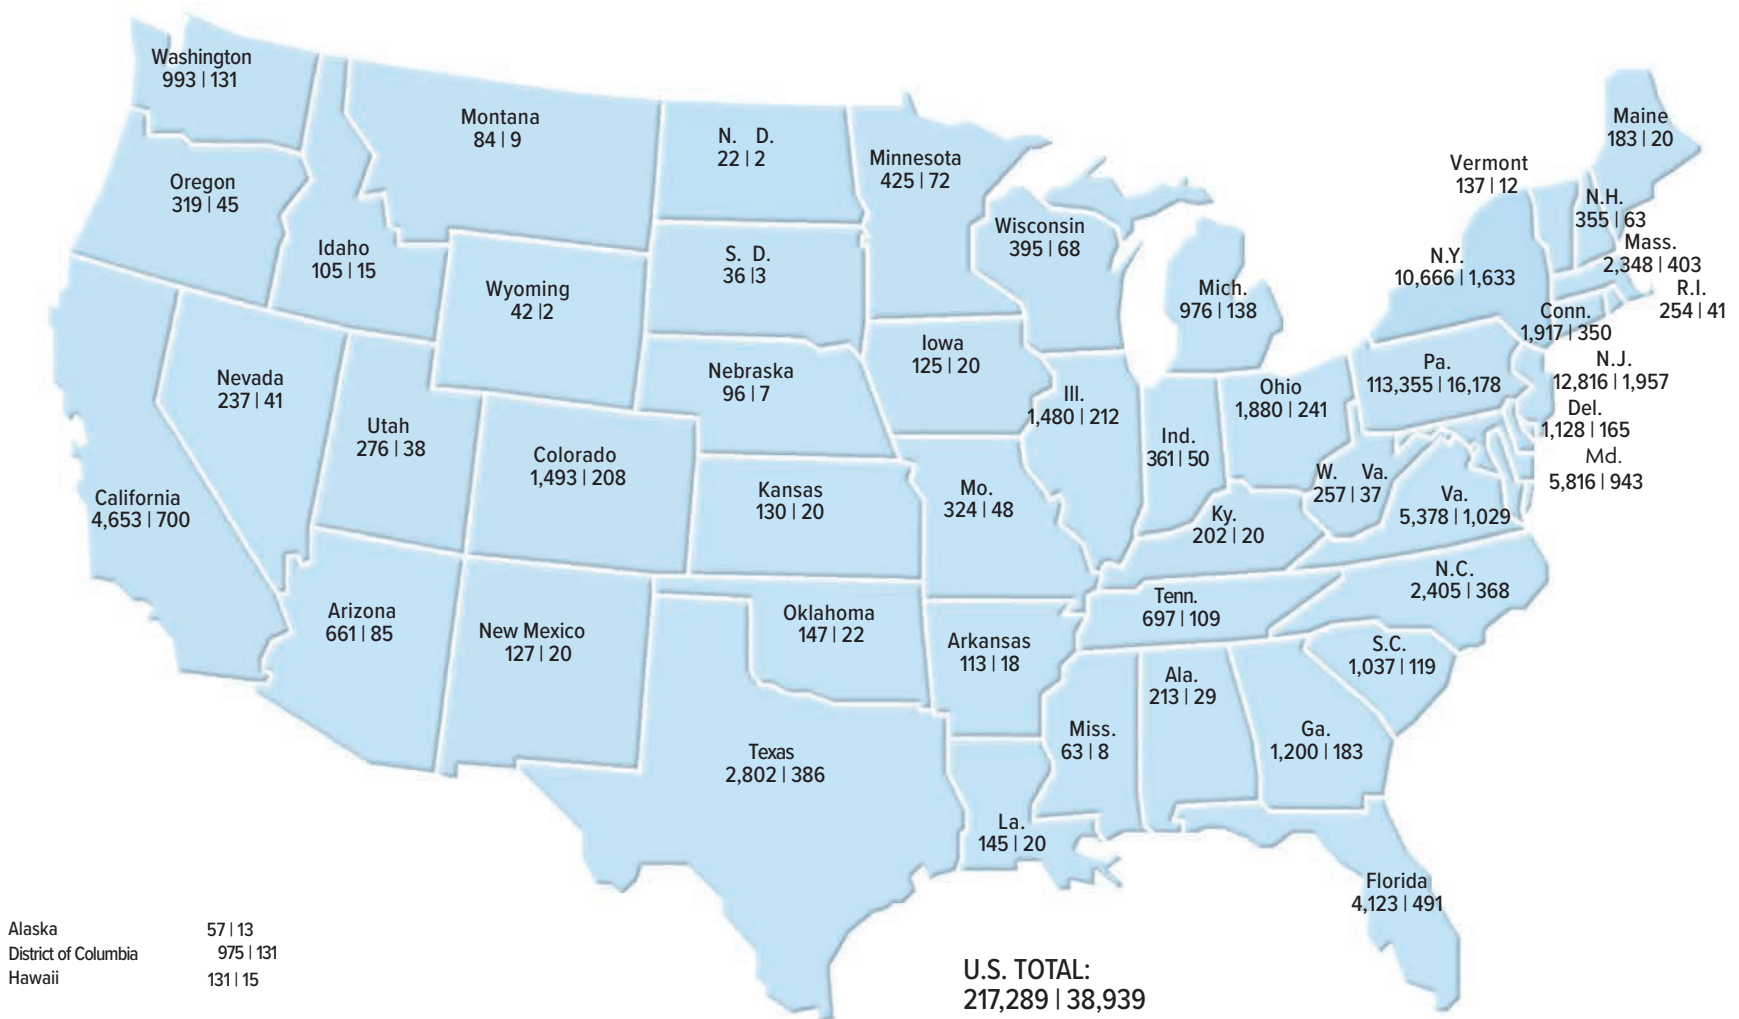 Washington
993 | 131
Montana
84 | 9
N. D.
22 | 2
Minnesota
425 | 72
Maine
183 | 20
Vermont
137 | 12
N.H.
355 | 63
Oregon
319 | 45
Idaho
105 | 15
Wyoming
42 |2
S. D.
36 |3
Wisconsin
395 | 68
Mich.
976 | 138
N.Y.
10,666 | 1,633
Mass.
2,348 | 403
R.I.
254 | 41
Conn.
1,917 | 350
Nevada
237 | 41
Utah
276 | 38
Colorado
1,493 | 208
Nebraska
96 | 7
Iowa
125 | 20
Ill.
1,480 | 212
Ind.
361 | 50
Ohio
1,880 | 241
Pa.
113,355 | 16,178
N.J.
12,816 | 1,957
Del.
1,128 | 165
Md.
5,816 | 943
California
4,653 | 700
Kansas
130 | 20
Mo.
324 | 48
Ky.
202 | 20
W. Va.
257 | 37
Va.
5,378 | 1,029
Arizona
661 | 85
New Mexico
127 | 20
Oklahoma
147 | 22
Arkansas
113 | 18
Tenn.
697 | 109
N.C.
2,405 | 368
S.C.
1,037 | 119
Texas
2,802 | 386
La.
145 | 20
Miss.
63 | 8
Ala.
213 | 29
Ga.
1,200 | 183
Florida
4,123 | 491
Alaska 57 | 13
District of Columbia 975 | 131
Hawaii 131 | 15
U.S. TOTAL:
217,289 | 38,939